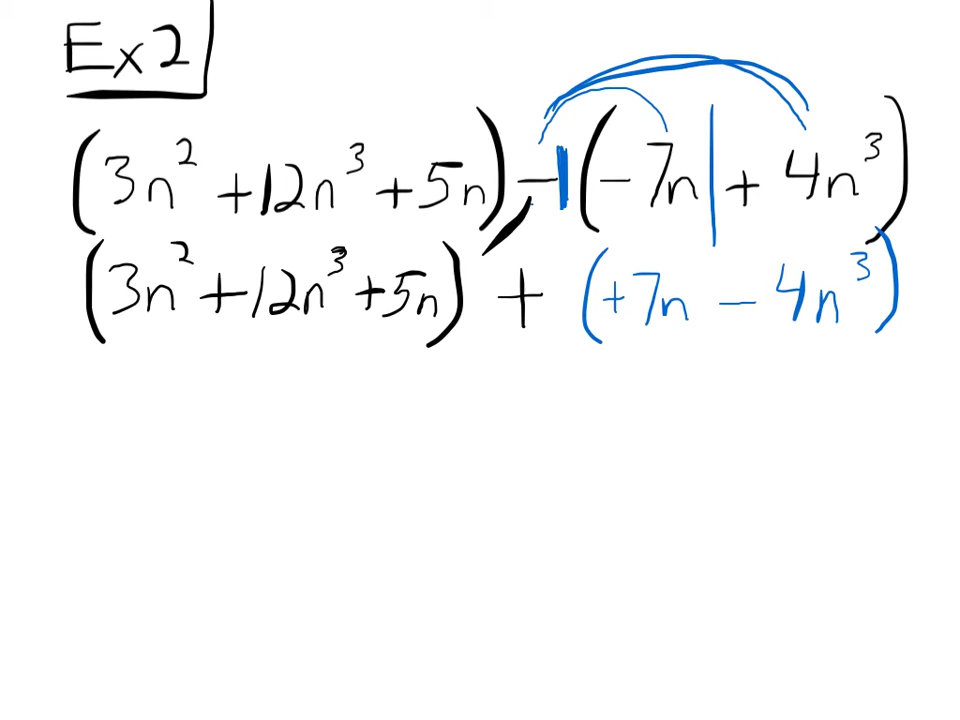 Ex2
(3n² + 12n³ + 5n) - 1(-7n + 4n³)
(3n² + 12n³ + 5n) + (+7n - 4n³)